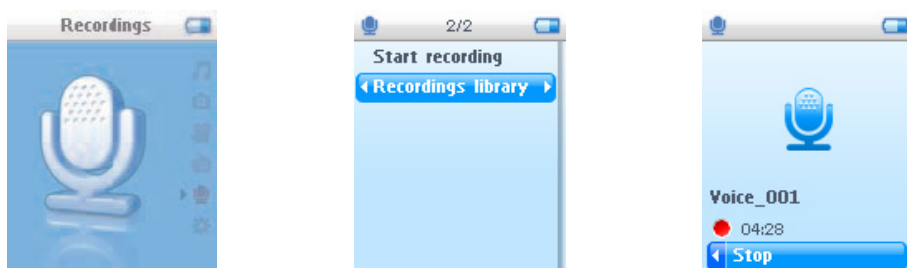 Recordings
2/2
Start recording
Recordings library
Voice_001
04:28
Stop